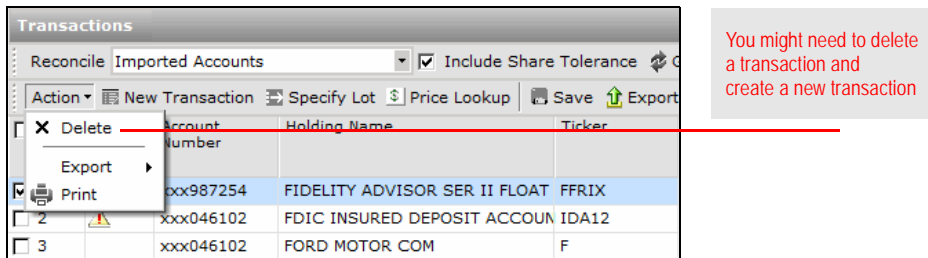 Transactions
Reconcile Imported Accounts Include Share Tolerance
Action New Transaction Specify Lot Price Lookup Save Export
Delete Account Number Holding Name Ticker
Export
Print
xxx987254 FIDELITY ADVISOR SER II FLOAT FFRIX
2 xxx046102 FDIC INSURED DEPOSIT ACCOUN IDA12
3 xxx046102 FORD MOTOR COM F
You might need to delete
a transaction and
create a new transaction